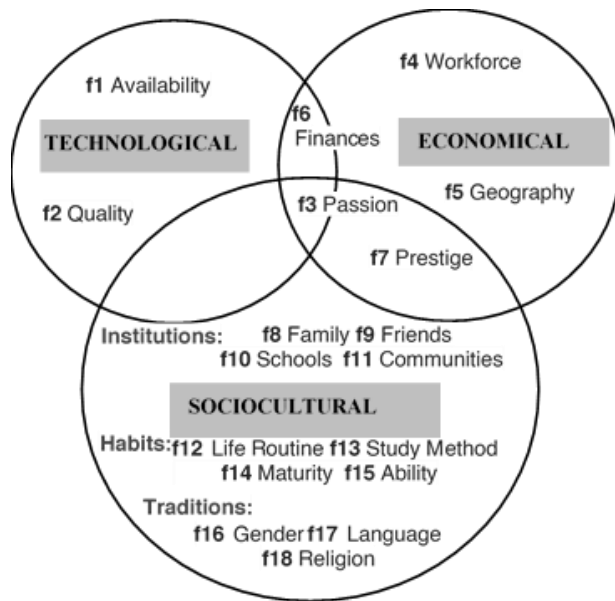 f4 Workforce
f1 Availability
f6
Finances
TECHNOLOGICAL
ECONOMICAL
f5 Geography
f3 Passion
f2 Quality
f7 Prestige
Institutions: f8 Family f9 Friends
f10 Schools f11 Communities
SOCIOCULTURAL
Habits: f12 Life Routine f13 Study Method
f14 Maturity f15 Ability
Traditions:
f16 Gender f17 Language
f18 Religion